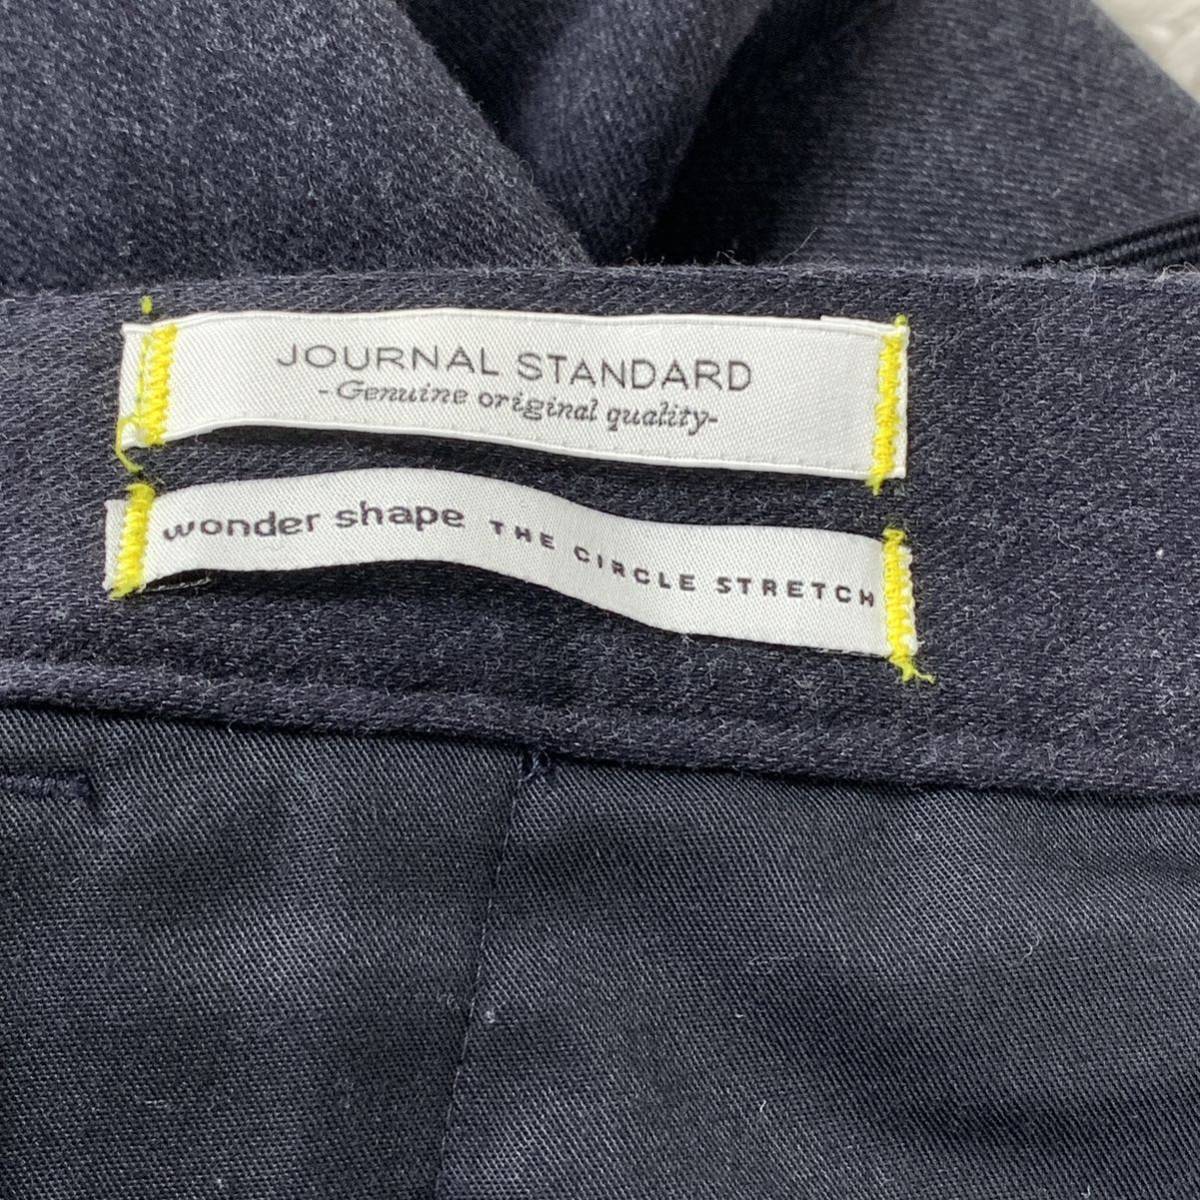 JOURNAL STANDARD
-Genuine original quality-
wonder shape THE CIRCLE STRETCH